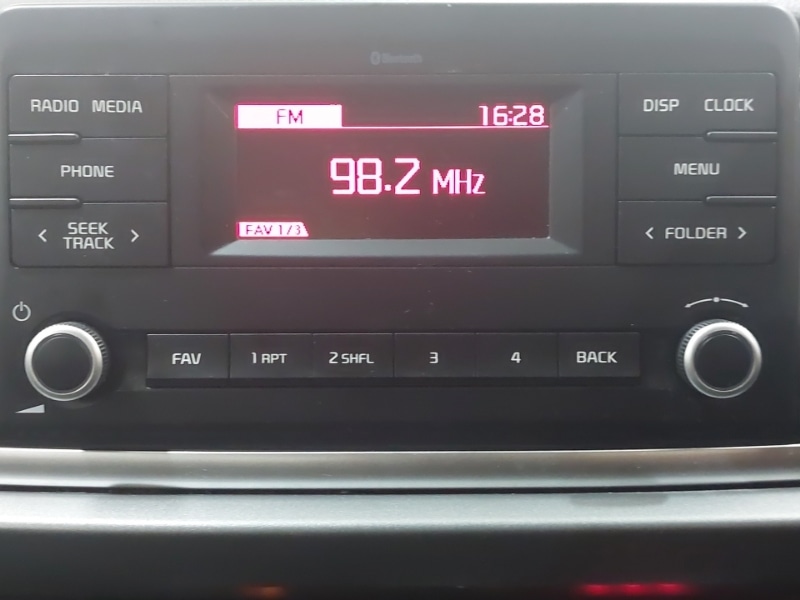 Bluetooth
RADIO MEDIA
PHONE
SEEK
TRACK
FM 16:28
98.2 MHz
FAV 1/3
DISP CLOCK
MENU
FOLDER
FAV 1 RPT 2 SHFL 3 4 BACK